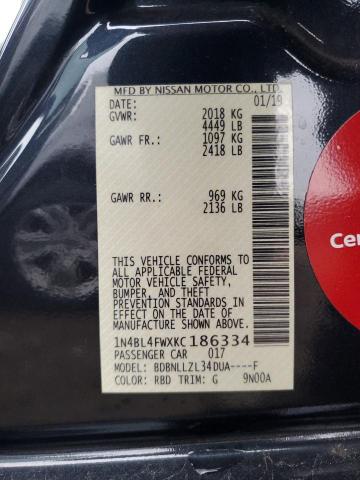 MFD BY NISSAN MOTOR CO., LTD.
DATE: 01/19
GVWR: 2018 KG
4449 LB
GAWR FR: 1097 KG
2418 LB
GAWR RR: 969 KG
2136 LB
THIS VEHICLE CONFORMS TO
ALL APPLICABLE FEDERAL
MOTOR VEHICLE SAFETY,
BUMPER, AND THEFT
PREVENTION STANDARDS IN
EFFECT ON THE DATE OF
MANUFACTURE SHOWN ABOVE.
1N4BL4FWXKC186334
PASSENGER CAR 017
MODEL: BDBNLLZL34DUA----F
COLOR: RBD TRIM: G 9N00A
Cer